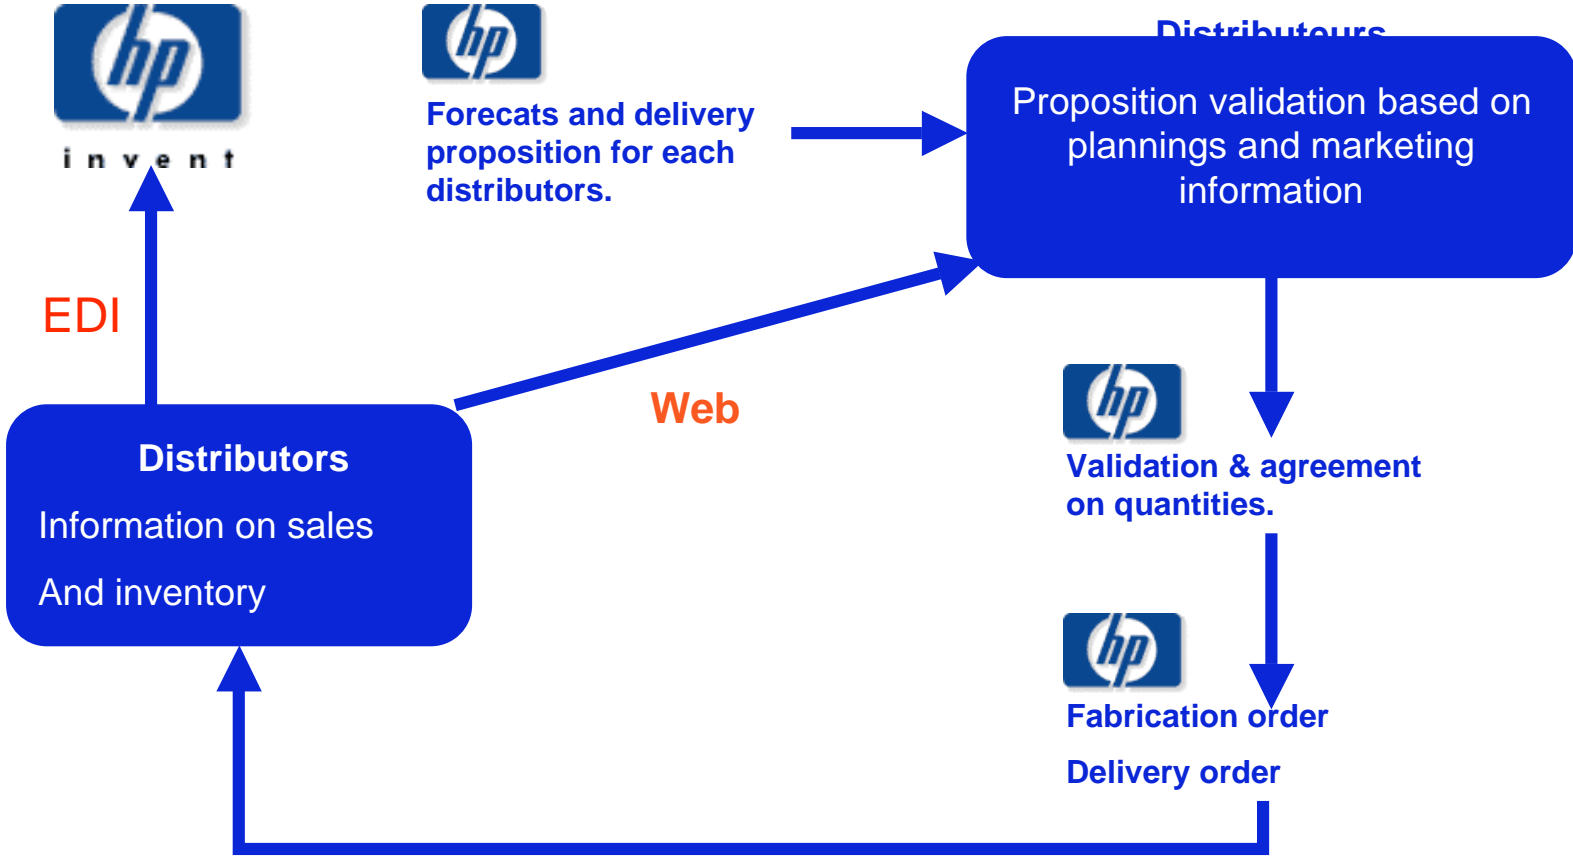 hp
invent
hp
Forecats and delivery
proposition for each
distributors.
Distributeurs
Proposition validation based on
plannings and marketing
information
EDI
Web
Distributors
Information on sales
And inventory
hp
Validation & agreement
on quantities.
hp
Fabrication order
Delivery order